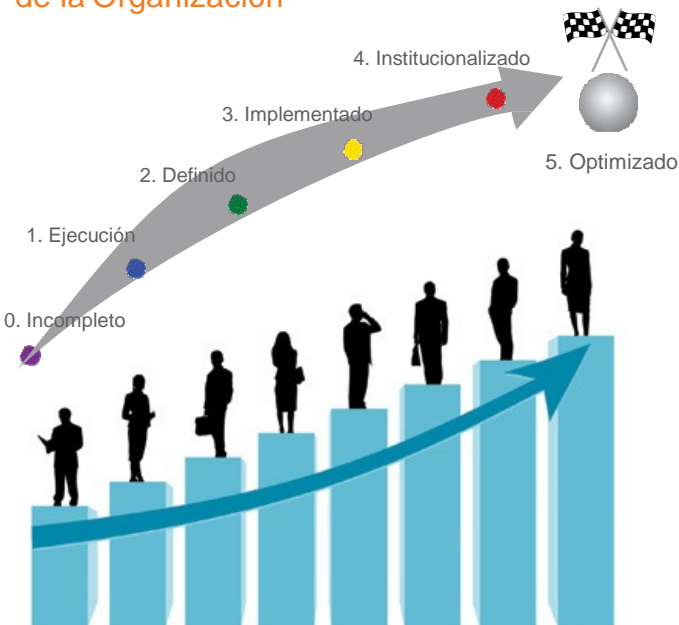 de la Organización
4. Institucionalizado
3. Implementado
5. Optimizado
2. Definido
1. Ejecución
0. Incompleto